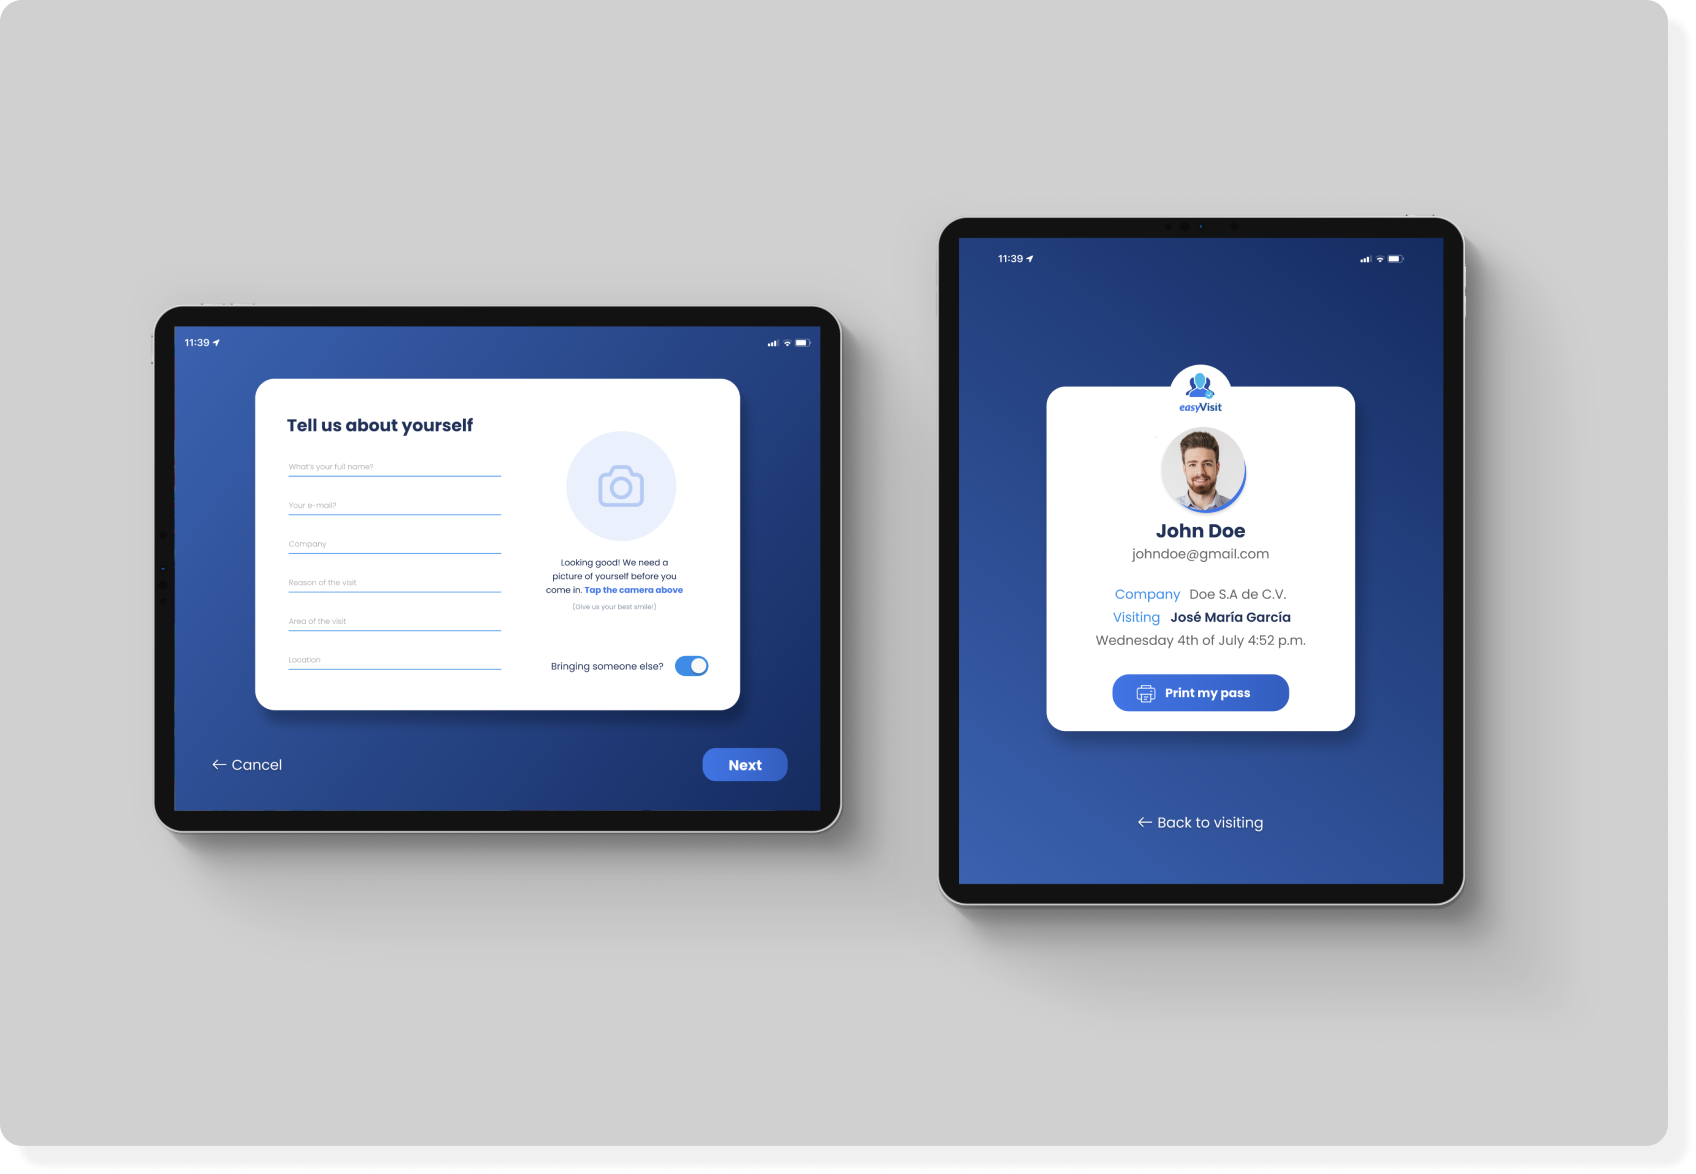 11:39
Tell us about yourself
What's your full name?
Your e-mail?
Company
Reason of the visit
Area of the visit
Location
Looking good! We need a
picture of yourself before you
come in. Tap the camera above
(Give us your best smile!)
Bringing someone else?
← Cancel
Next
11:39
easyVisit
John Doe
johndoe@gmail.com
Company Doe S.A de C.V.
Visiting José María García
Wednesday 4th of July 4:52 p.m.
Print my pass
← Back to visiting